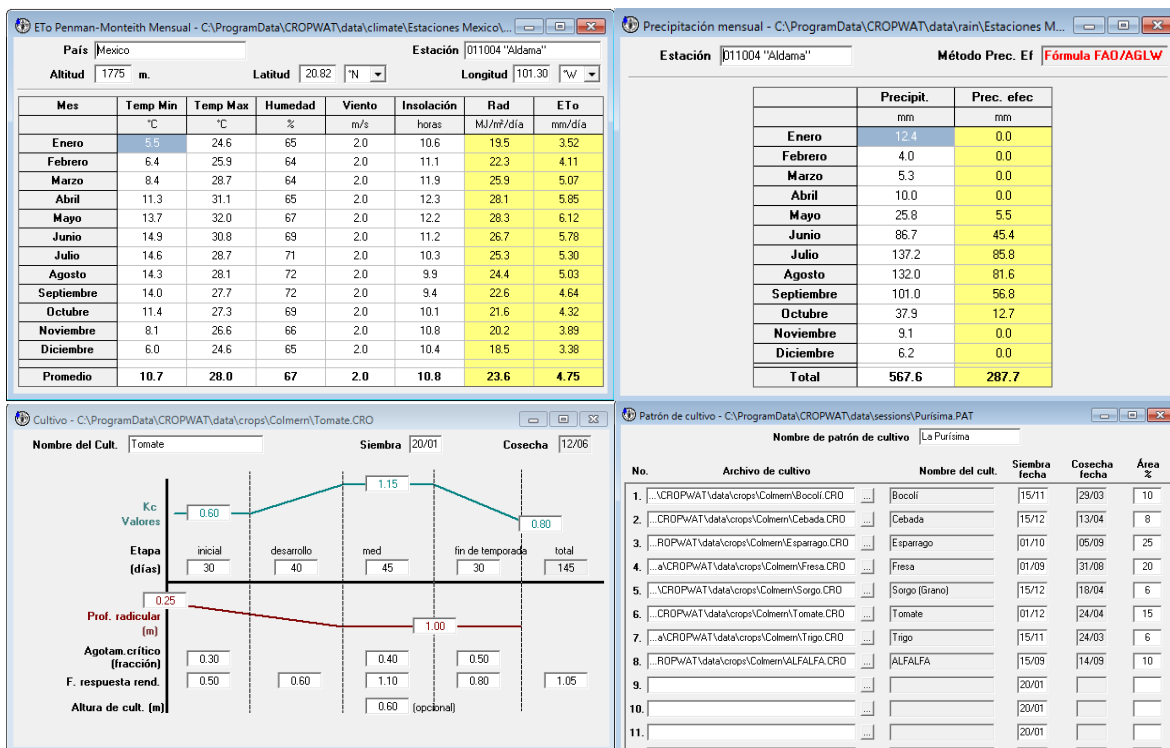 ETo Penman-Monteith Mensual - C:\ProgramData\CROPWAT\data\climate\Estaciones Mexico\...
País Mexico Estación 011004 "Aldama"
Altitud 1775 m. Latitud 20.82 °N Longitud 101.30 °W
Mes Temp Min Temp Max Humedad Viento Insolación Rad ETo
°C °C % m/s horas MJ/m²/día mm/día
Enero 5.5 24.6 65 2.0 10.6 19.5 3.52
Febrero 6.4 25.9 64 2.0 11.1 22.3 4.11
Marzo 8.4 28.7 64 2.0 11.9 25.9 5.07
Abril 11.3 31.1 65 2.0 12.3 28.1 5.85
Mayo 13.7 32.0 67 2.0 12.2 28.3 6.12
Junio 14.9 30.8 69 2.0 11.2 26.7 5.78
Julio 14.6 28.7 71 2.0 10.3 25.3 5.30
Agosto 14.3 28.1 72 2.0 9.9 24.4 5.03
Septiembre 14.0 27.7 72 2.0 9.4 22.6 4.64
Octubre 11.4 27.3 69 2.0 10.1 21.6 4.32
Noviembre 8.1 26.6 66 2.0 10.8 20.2 3.89
Diciembre 6.0 24.6 65 2.0 10.4 18.5 3.38
Promedio 10.7 28.0 67 2.0 10.8 23.6 4.75
Precipitación mensual - C:\ProgramData\CROPWAT\data\rain\Estaciones M...
Estación 011004 "Aldama" Método Prec. Ef Fórmula FAO/AGLW
Precipit. Prec. efec
mm mm
Enero 12.4 0.0
Febrero 4.0 0.0
Marzo 5.3 0.0
Abril 10.0 0.0
Mayo 25.8 5.5
Junio 86.7 45.4
Julio 137.2 85.8
Agosto 132.0 81.6
Septiembre 101.0 56.8
Octubre 37.9 12.7
Noviembre 9.1 0.0
Diciembre 6.2 0.0
Total 567.6 287.7
Cultivo - C:\ProgramData\CROPWAT\data\crops\Colmern\Tomate.CRO
Nombre del Cult. Tomate Siembra 20/01 Cosecha 12/06
1.15
Kc
Valores 0.60 0.80
Etapa inicial desarrollo med fin de temporada total
(días) 30 40 45 30 145
0.25
Prof. radicular
(m) 1.00
Agotam.crítico
(fracción) 0.30 0.40 0.50
F. respuesta rend. 0.50 0.60 1.10 0.80 1.05
Altura de cult. (m) 0.60 (opcional)
Patrón de cultivo - C:\ProgramData\CROPWAT\data\sessions\Purísima.PAT
Nombre de patrón de cultivo La Purísima
No. Archivo de cultivo Nombre del cult. Siembra fecha Cosecha fecha Área %
1. ...\CROPWAT\data\crops\Colmern\Bocolí.CRO ... Bocolí 15/11 29/03 10
2. ...CROPWAT\data\crops\Colmern\Cebada.CRO ... Cebada 15/12 13/04 8
3. ...ROPWAT\data\crops\Colmern\Esparrago.CRO ... Esparrago 01/10 05/09 25
4. ...a\CROPWAT\data\crops\Colmern\Fresa.CRO ... Fresa 01/09 31/08 20
5. ...\CROPWAT\data\crops\Colmern\Sorgo.CRO ... Sorgo (Grano) 15/12 18/04 6
6. ...CROPWAT\data\crops\Colmern\Tomate.CRO ... Tomate 01/12 24/04 15
7. ...a\CROPWAT\data\crops\Colmern\Trigo.CRO ... Trigo 15/11 24/03 6
8. ...ROPWAT\data\crops\Colmern\ALFALFA.CRO ... ALFALFA 15/09 14/09 10
9. ... 20/01
10. ... 20/01
11. ... 20/01